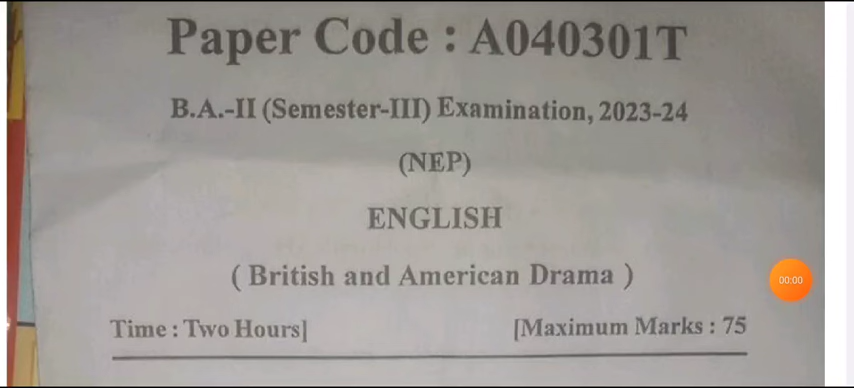 Paper Code : A040301T
B.A.-II (Semester-III) Examination, 2023-24
(NEP)
ENGLISH
( British and American Drama )
00:00
Time : Two Hours] [Maximum Marks : 75